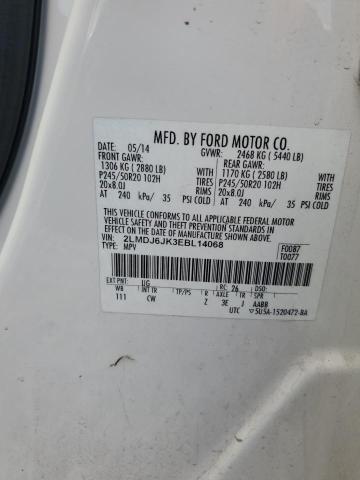 MFD. BY FORD MOTOR CO.
DATE: 05/14 GVWR: 2468 KG ( 5440 LB)
FRONT GAWR: REAR GAWR:
1306 KG ( 2880 LB) 1170 KG ( 2580 LB)
P245/50R20 102H TIRES P245/50R20 102H TIRES
20x8.0J RIMS 20x8.0J RIMS
AT 240 kPa/ 35 PSI COLD AT 240 kPa/ 35 PSI COLD
THIS VEHICLE CONFORMS TO ALL APPLICABLE FEDERAL MOTOR
VEHICLE SAFETY STANDARDS IN EFFECT ON THE DATE OF
MANUFACTURE SHOWN ABOVE.
VIN: 2LMDJ6JK3EBL14068 F0087
TYPE: MPV T0077
EXT PNT: UG RC: 26 DSO:
WB INT TR TP/PS R AXLE TR SPR
111 CW Z 3E J AABB
UTC ▽5U5A-1520472-BA